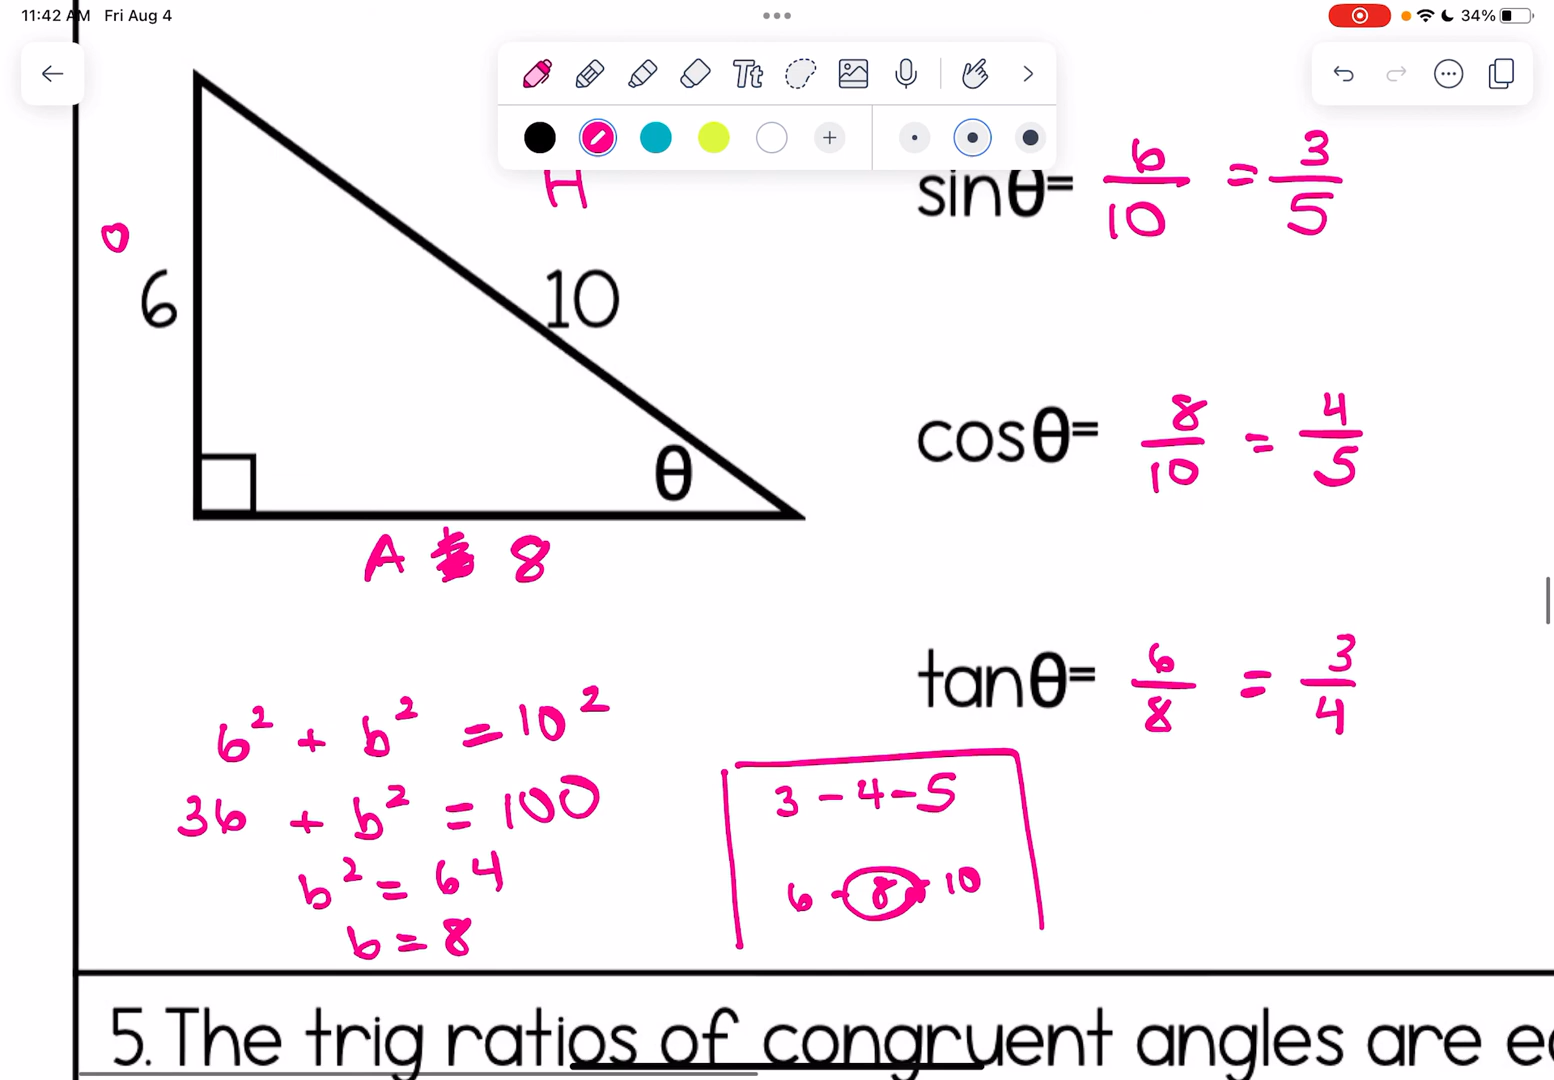 11:42 AM Fri Aug 4
34%
Tt
H
sinθ= 6/10 = 3/5
O
6
10
cosθ= 8/10 = 4/5
θ
A 8
tanθ= 6/8 = 3/4
6² + b² = 10²
36 + b² = 100
b² = 64
b = 8
3-4-5
6-8-10
5. The trig ratios of congruent angles are e